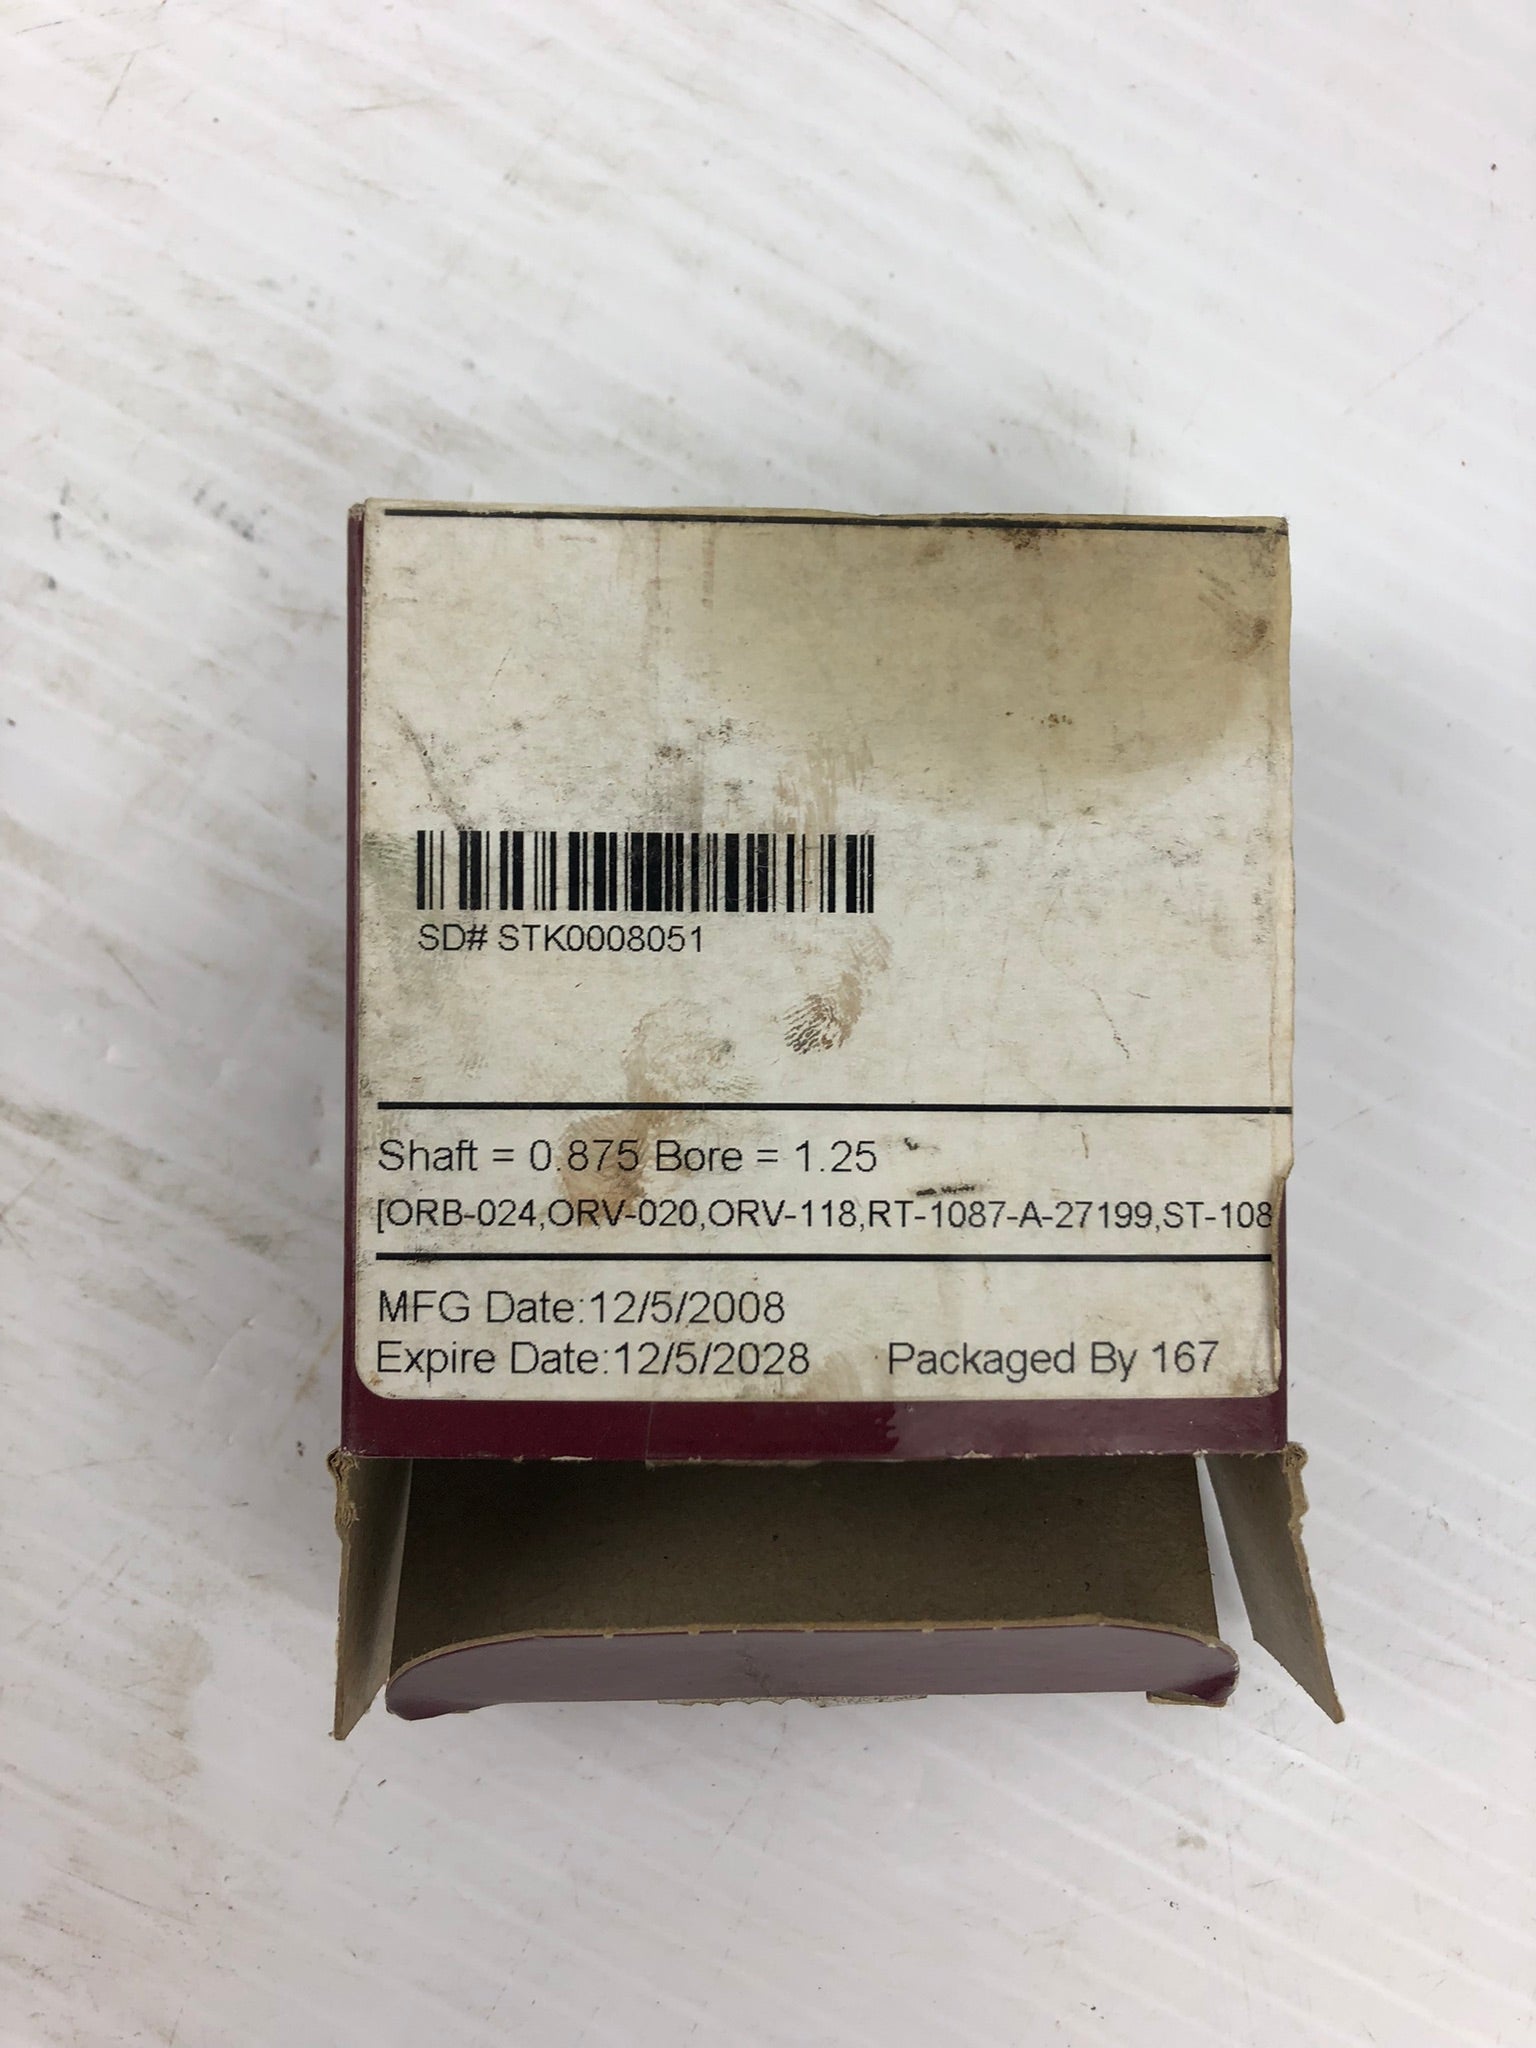 SD# STK0008051
Shaft = 0.875 Bore = 1.25
[ORB-024,ORV-020,ORV-118,RT-1087-A-27199,ST-108
MFG Date:12/5/2008
Expire Date:12/5/2028 Packaged By 167